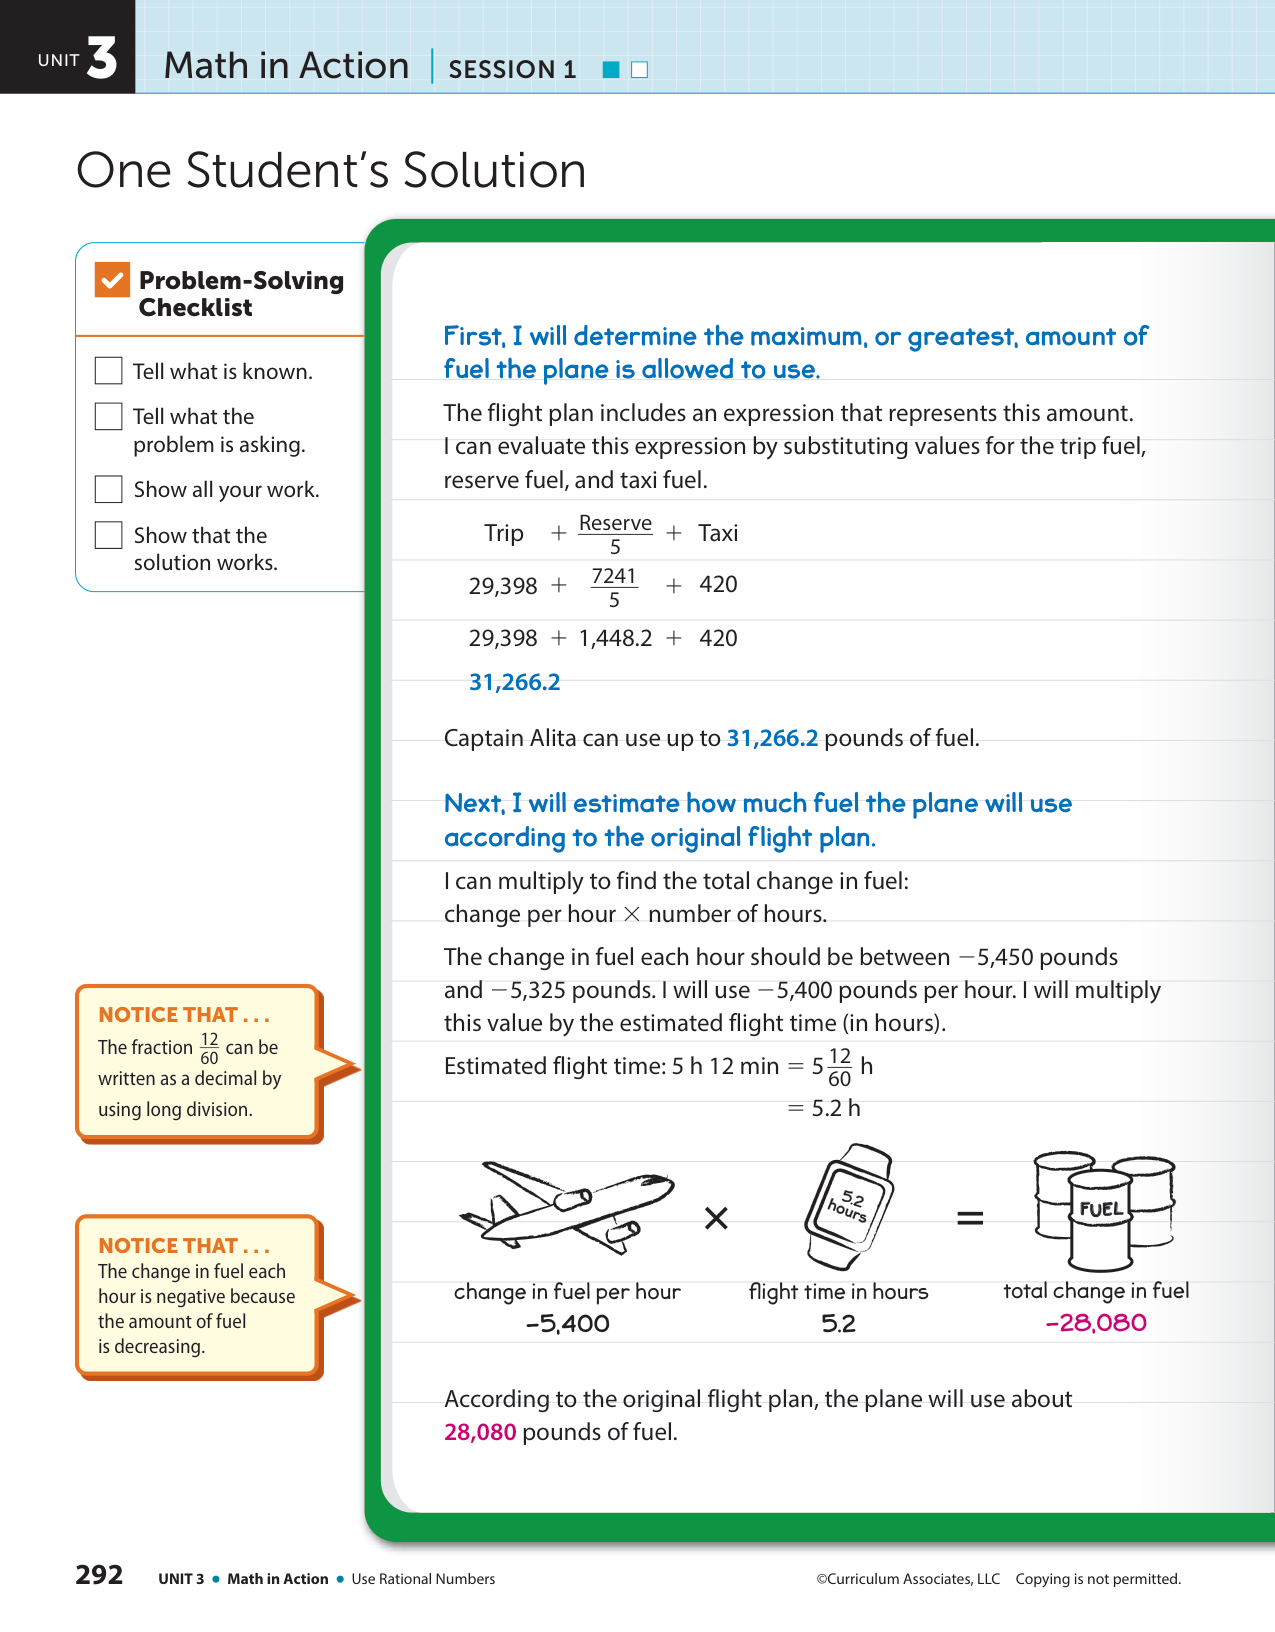 UNIT 3 Math in Action | SESSION 1
One Student's Solution
Problem-Solving
Checklist
Tell what is known.
Tell what the
problem is asking.
Show all your work.
Show that the
solution works.
First, I will determine the maximum, or greatest, amount of
fuel the plane is allowed to use.
The flight plan includes an expression that represents this amount.
I can evaluate this expression by substituting values for the trip fuel,
reserve fuel, and taxi fuel.
Trip + Reserve/5 + Taxi
29,398 + 7241/5 + 420
29,398 + 1,448.2 + 420
31,266.2
Captain Alita can use up to 31,266.2 pounds of fuel.
Next, I will estimate how much fuel the plane will use
according to the original flight plan.
I can multiply to find the total change in fuel:
change per hour × number of hours.
The change in fuel each hour should be between −5,450 pounds
and −5,325 pounds. I will use −5,400 pounds per hour. I will multiply
this value by the estimated flight time (in hours).
Estimated flight time: 5 h 12 min = 5 12/60 h
= 5.2 h
NOTICE THAT . . .
The fraction 12/60 can be
written as a decimal by
using long division.
5.2
hours
FUEL
× =
change in fuel per hour flight time in hours total change in fuel
−5,400 5.2 −28,080
NOTICE THAT . . .
The change in fuel each
hour is negative because
the amount of fuel
is decreasing.
According to the original flight plan, the plane will use about
28,080 pounds of fuel.
292 UNIT 3 • Math in Action • Use Rational Numbers ©Curriculum Associates, LLC Copying is not permitted.